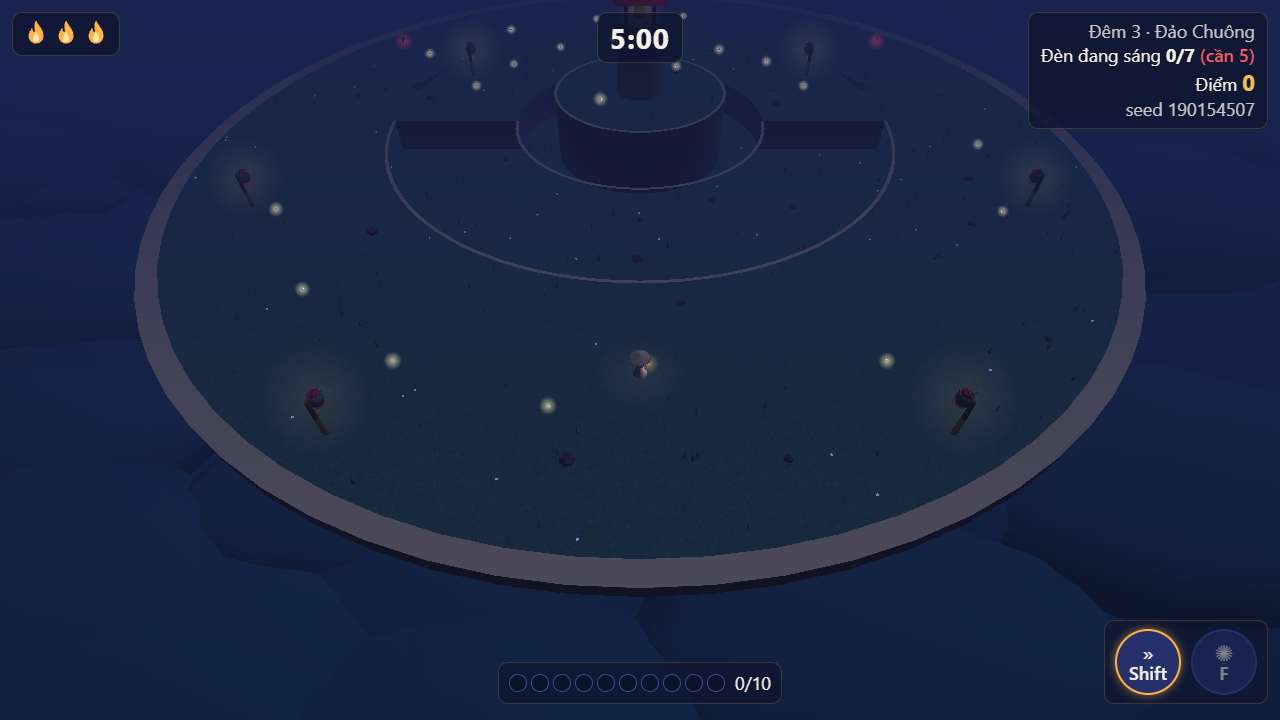 5:00
Đêm 3 · Đảo Chuông
Đèn đang sáng 0/7 (cần 5)
Điểm 0
seed 190154507
» Shift
F
0/10